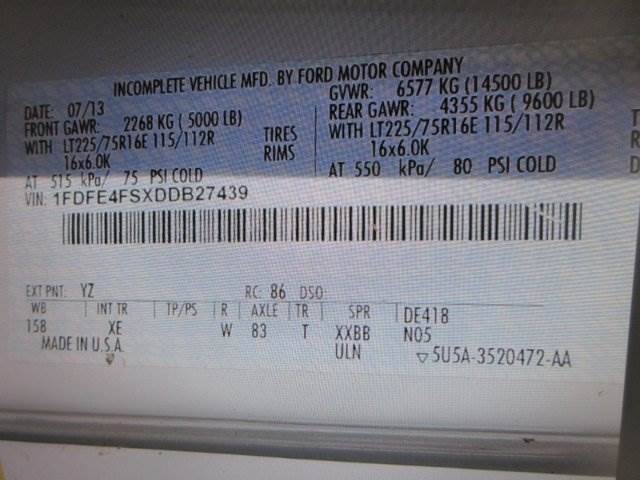 INCOMPLETE VEHICLE MFD. BY FORD MOTOR COMPANY
DATE: 07/13 GVWR: 6577 KG (14500 LB)
FRONT GAWR: 2268 KG (5000 LB) REAR GAWR: 4355 KG (9600 LB)
WITH LT225/75R16E 115/112R TIRES WITH LT225/75R16E 115/112R
16x6.0K RIMS 16x6.0K
AT 515 kPa/ 75 PSI COLD AT 550 kPa/ 80 PSI COLD
VIN: 1FDFE4FSXDDB27439
EXT PNT: YZ RC: 86 DSO:
WB INT TR TP/PS R AXLE TR SPR DE418
158 XE W 83 T XXBB N05
MADE IN U.S.A. ULN ▽ 5U5A-3520472-AA